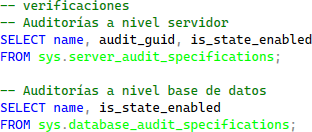 -- verificaciones
-- Auditorías a nivel servidor
SELECT name, audit_guid, is_state_enabled
FROM sys.server_audit_specifications;
-- Auditorías a nivel base de datos
SELECT name, is_state_enabled
FROM sys.database_audit_specifications;